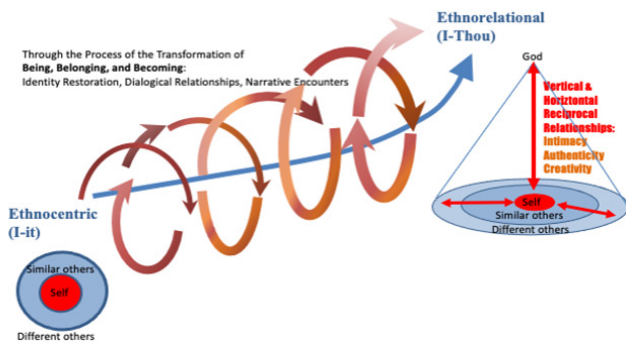 Ethnorelational
(I-Thou)
Through the Process of the Transformation of
Being, Belonging, and Becoming:
Identity Restoration, Dialogical Relationships, Narrative Encounters
God
Vertical &
Horiztontal
Reciprocal
Relationships:
Intimacy
Authenticity
Creativity
Self
Similar others
Different others
Ethnocentric
(I-it)
Similar others
Self
Different others